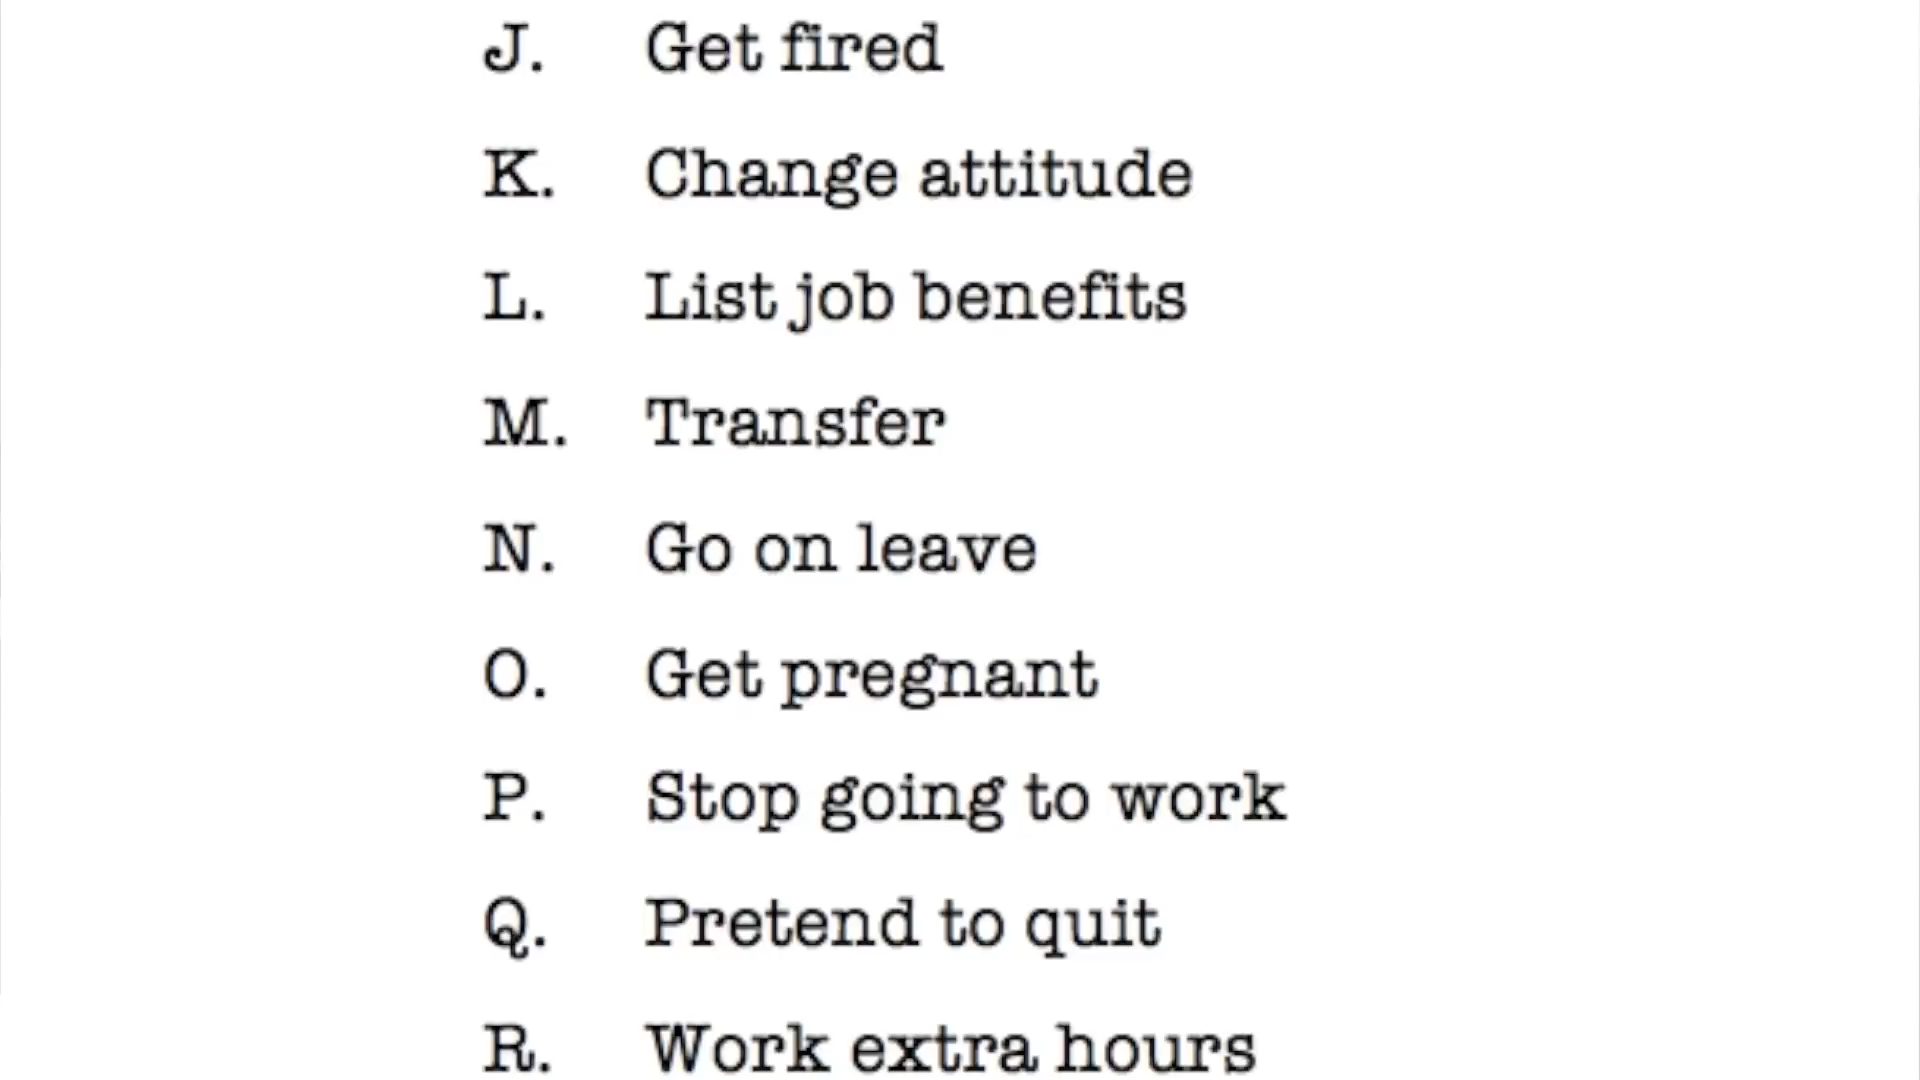 J. Get fired
K. Change attitude
L. List job benefits
M. Transfer
N. Go on leave
O. Get pregnant
P. Stop going to work
Q. Pretend to quit
R. Work extra hours